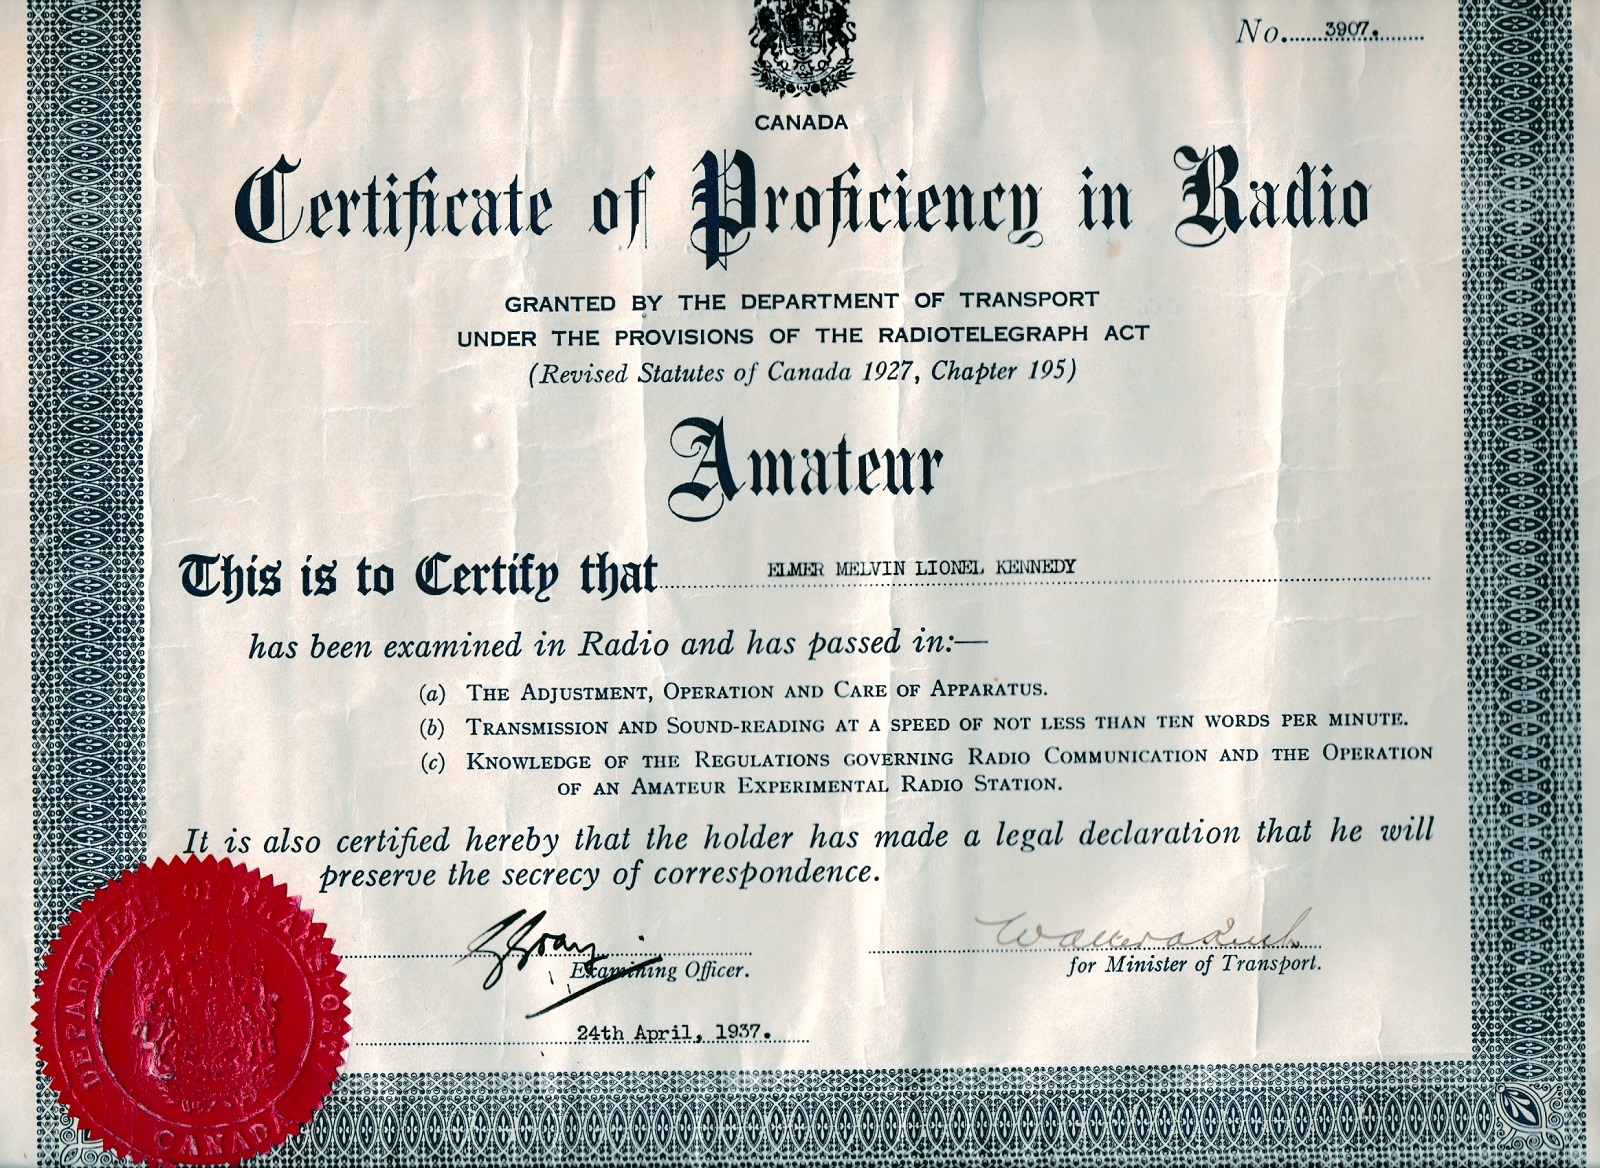 No. 3907.
CANADA
Certificate of Proficiency in Radio
GRANTED BY THE DEPARTMENT OF TRANSPORT
UNDER THE PROVISIONS OF THE RADIOTELEGRAPH ACT
(Revised Statutes of Canada 1927, Chapter 195)
Amateur
This is to Certify that ELMER MELVIN LIONEL KENNEDY
has been examined in Radio and has passed in:—
(a) THE ADJUSTMENT, OPERATION AND CARE OF APPARATUS.
(b) TRANSMISSION AND SOUND-READING AT A SPEED OF NOT LESS THAN TEN WORDS PER MINUTE.
(c) KNOWLEDGE OF THE REGULATIONS GOVERNING RADIO COMMUNICATION AND THE OPERATION
OF AN AMATEUR EXPERIMENTAL RADIO STATION.
It is also certified hereby that the holder has made a legal declaration that he will
preserve the secrecy of correspondence.
Examining Officer.
for Minister of Transport.
24th April, 1937.
DEPARTMENT OF TRANSPORT
CANADA